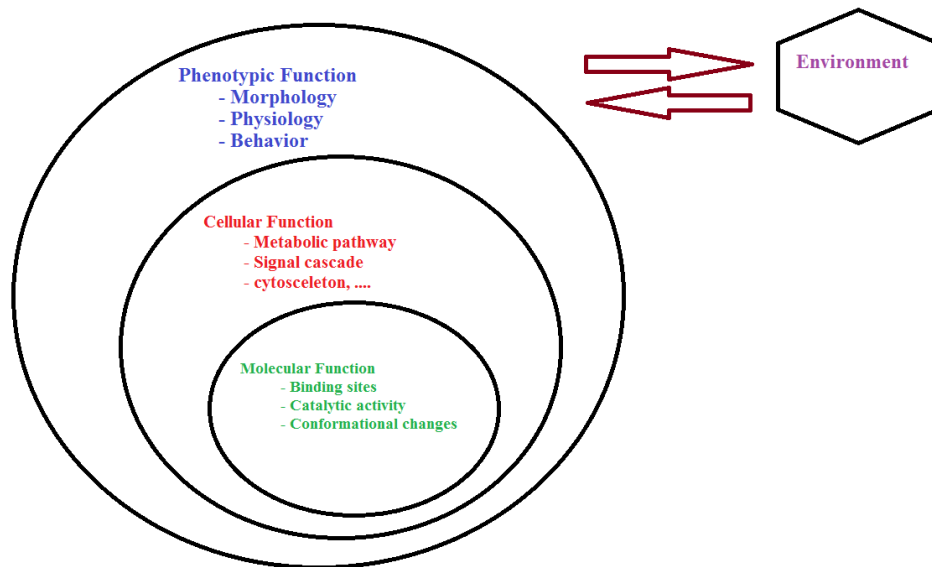 Phenotypic Function
- Morphology
- Physiology
- Behavior
Environment
Cellular Function
- Metabolic pathway
- Signal cascade
- cytosceleton, ....
Molecular Function
- Binding sites
- Catalytic activity
- Conformational changes